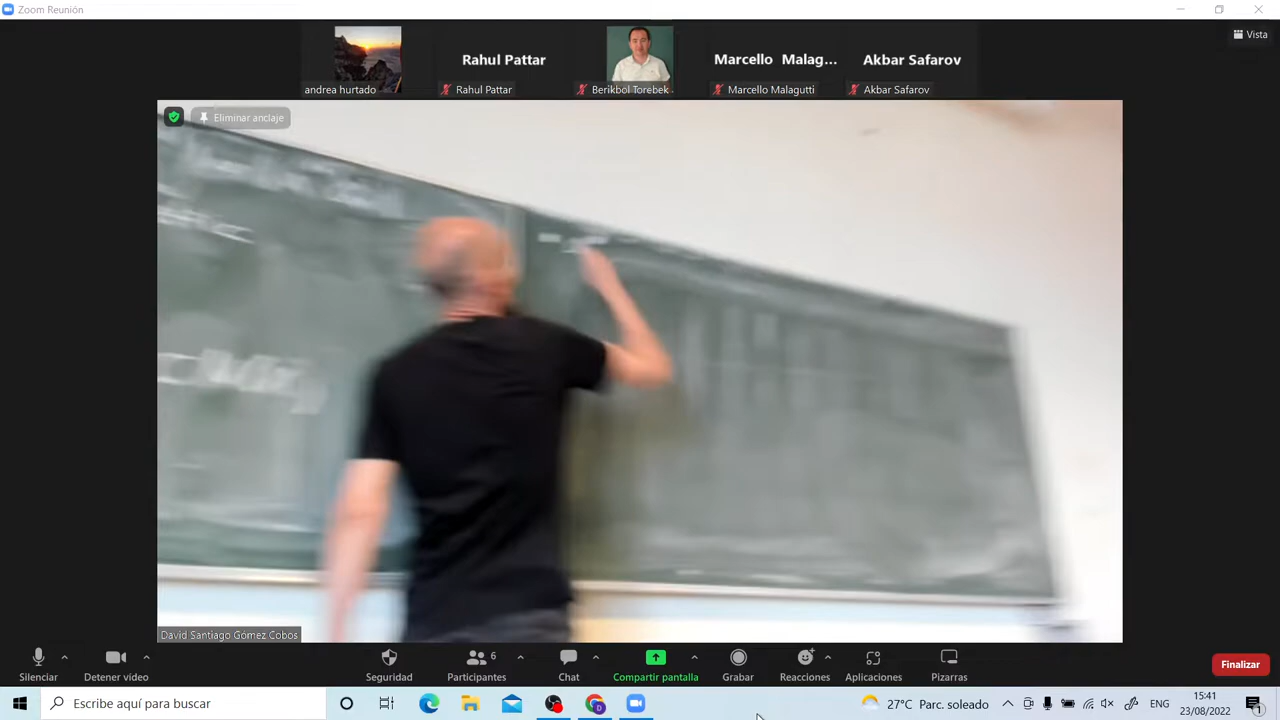 Zoom Reunión
Vista
Rahul Pattar
Marcello Malag...
Akbar Safarov
andrea hurtado
Rahul Pattar
Berikbol Torebek
Marcello Malagutti
Akbar Safarov
Eliminar anclaje
David Santiago Gómez Cobos
6
Silenciar
Detener video
Seguridad
Participantes
Chat
Compartir pantalla
Grabar
Reacciones
Aplicaciones
Pizarras
Finalizar
Escribe aquí para buscar
27°C Parc. soleado
ENG
15:41
23/08/2022
1